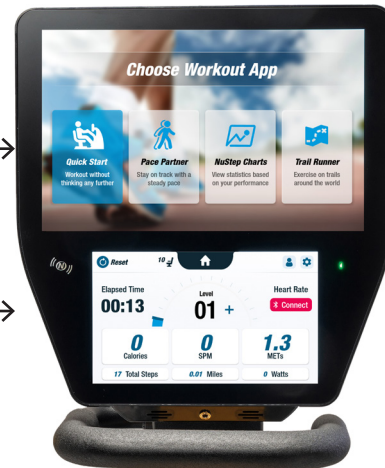 Choose Workout App
Quick Start
Workout without
thinking any further
Pace Partner
Stay on track with a
steady pace
NuStep Charts
View statistics based
on your performance
Trail Runner
Exercise on trails
around the world
Reset
10
Elapsed Time
00:13
Level
01 +
Heart Rate
Connect
0
Calories
0
SPM
1.3
METs
17 Total Steps
0.01 Miles
0 Watts